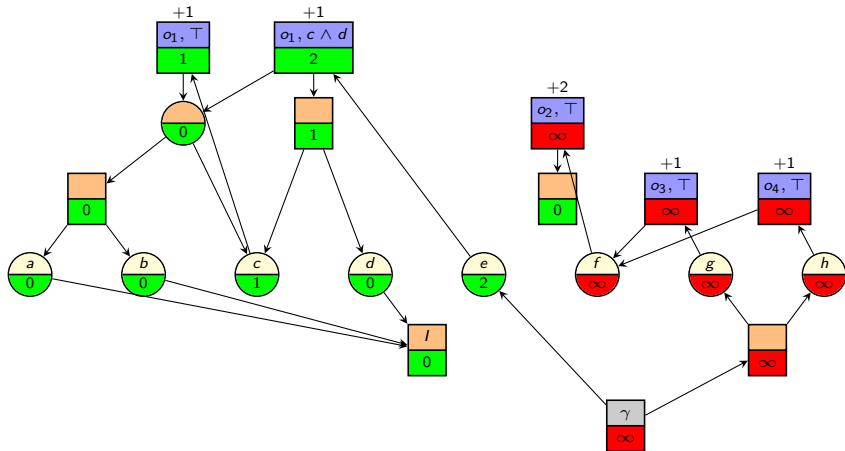 +1 +1
o₁, ⊤ o₁, c ∧ d
1 2
+2
o₂, ⊤
0 1 ∞
+1 +1
o₃, ⊤ o₄, ⊤
0 0 ∞ ∞
a b c d e f g h
0 0 1 0 2 ∞ ∞ ∞
I
0 ∞
γ
∞